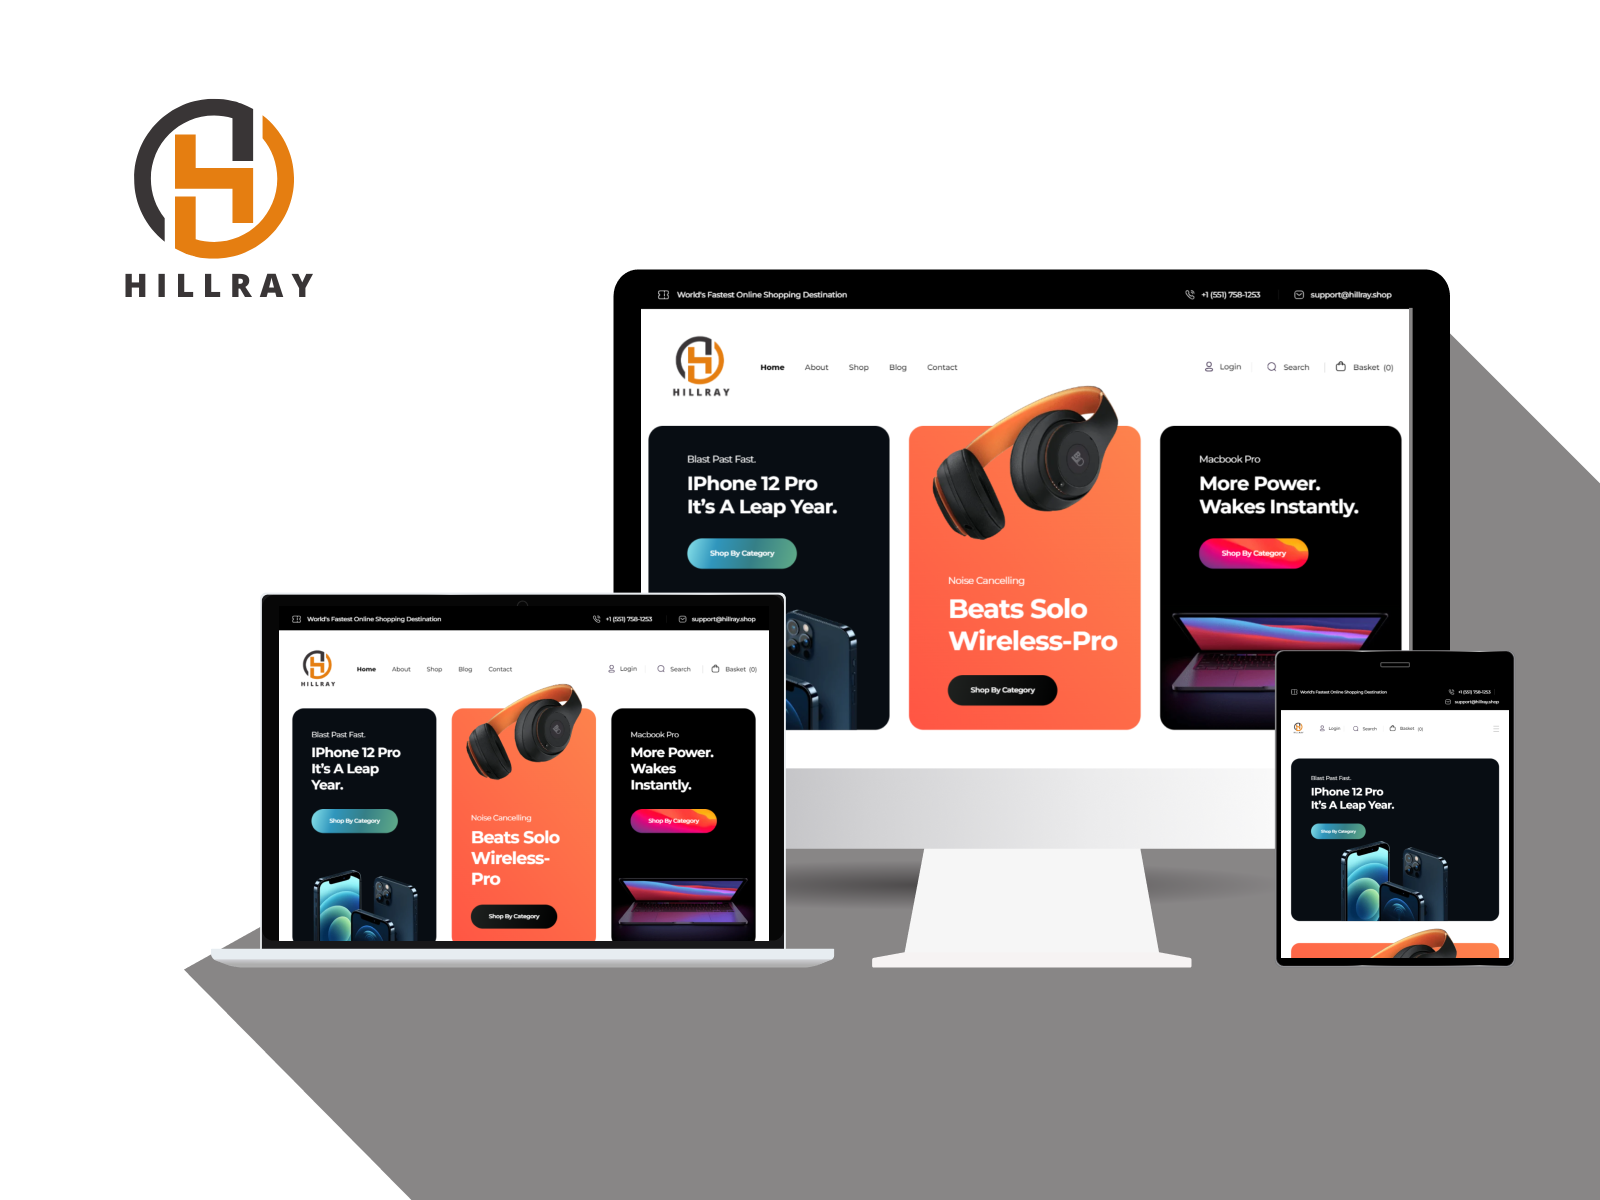 HILLRAY
World's Fastest Online Shopping Destination
+1 (551) 758-1253
support@hillray.shop
HILLRAY
Home About Shop Blog Contact
Login Search Basket (0)
Blast Past Fast.
IPhone 12 Pro
It's A Leap Year.
Shop By Category
Noise Cancelling
Beats Solo
Wireless-Pro
Shop By Category
Macbook Pro
More Power.
Wakes Instantly.
Shop By Category
World's Fastest Online Shopping Destination
+1 (551) 758-1253
support@hillray.shop
HILLRAY
Home About Shop Blog Contact
Login Search Basket (0)
Blast Past Fast.
IPhone 12 Pro
It's A Leap
Year.
Shop By Category
Noise Cancelling
Beats Solo
Wireless-
Pro
Shop By Category
Macbook Pro
More Power.
Wakes
Instantly.
Shop By Category
World's Fastest Online Shopping Destination
+1 (551) 758-1253
support@hillray.shop
HILLRAY
Login Search Basket (0)
Blast Past Fast.
IPhone 12 Pro
It's A Leap Year.
Shop By Category